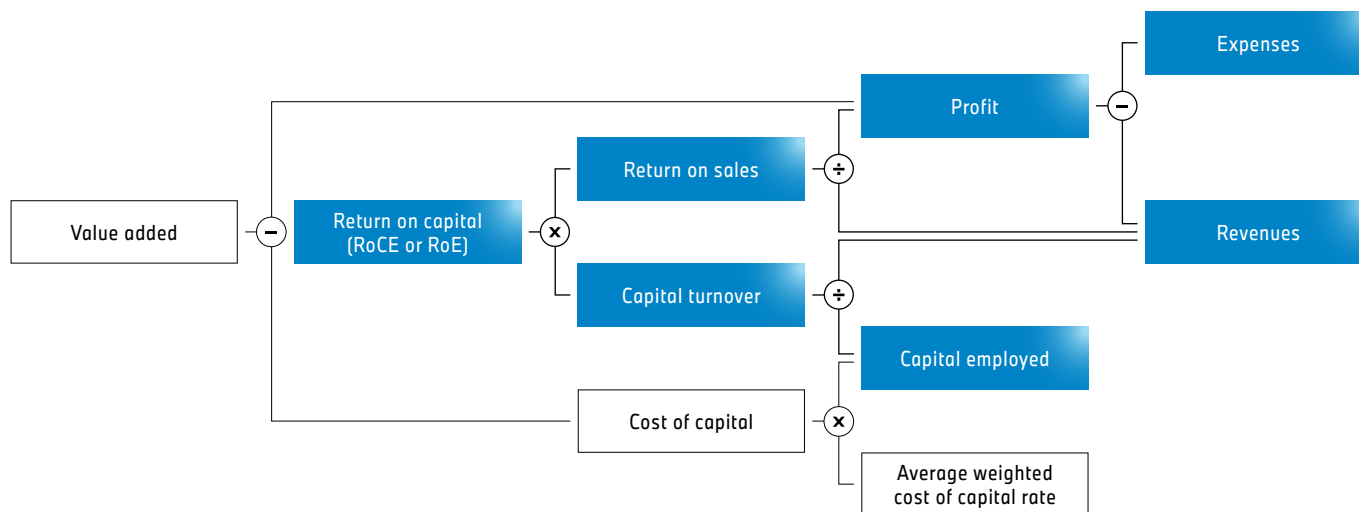 Expenses
Profit
−
÷
Return on sales
Value added
−
Return on capital
(RoCE or RoE)
×
Revenues
Capital turnover
÷
Capital employed
Cost of capital
×
Average weighted
cost of capital rate